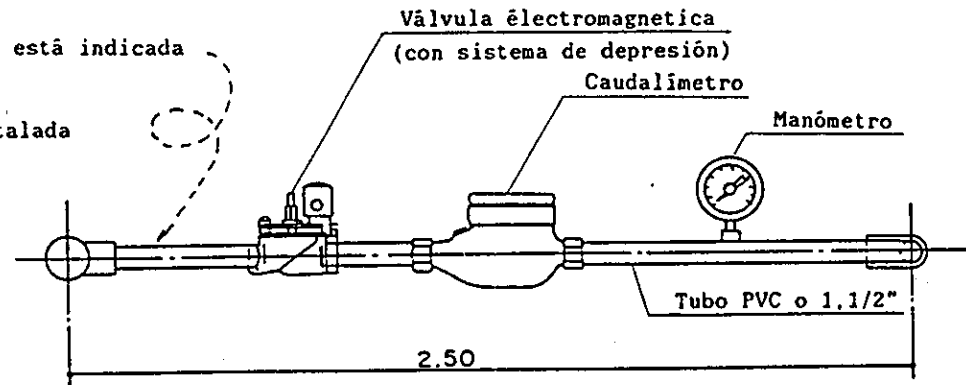 Válvula électromagnetica
está indicada
(con sistema de depresión)
Caudalímetro
Manómetro
Tubo PVC o 1,1/2"
2.50